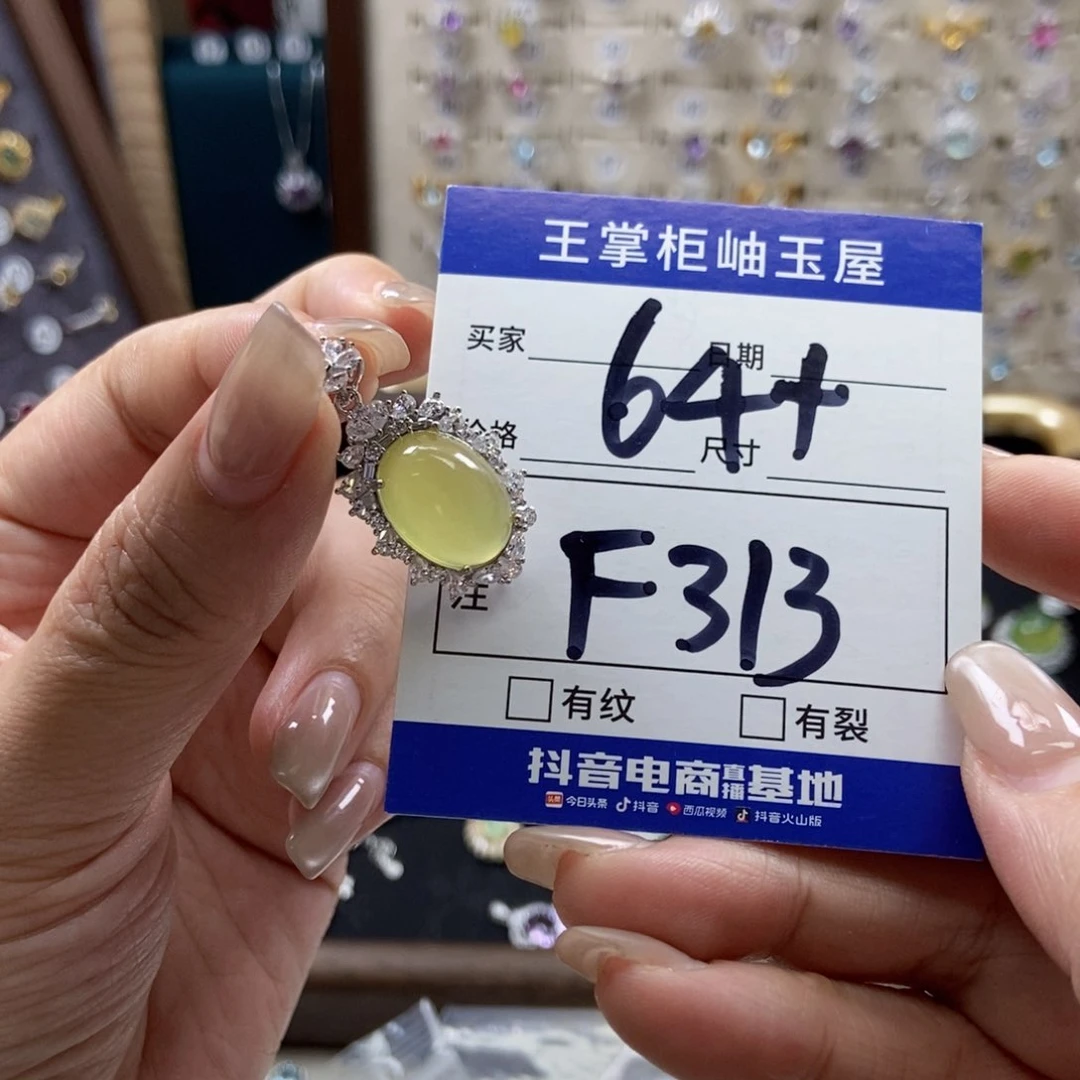 王掌柜岫玉屋
买家 日期
64+
价格 尺寸
F313
注
有纹 有裂
抖音电商直播基地
今日头条 抖音 西瓜视频 抖音火山版